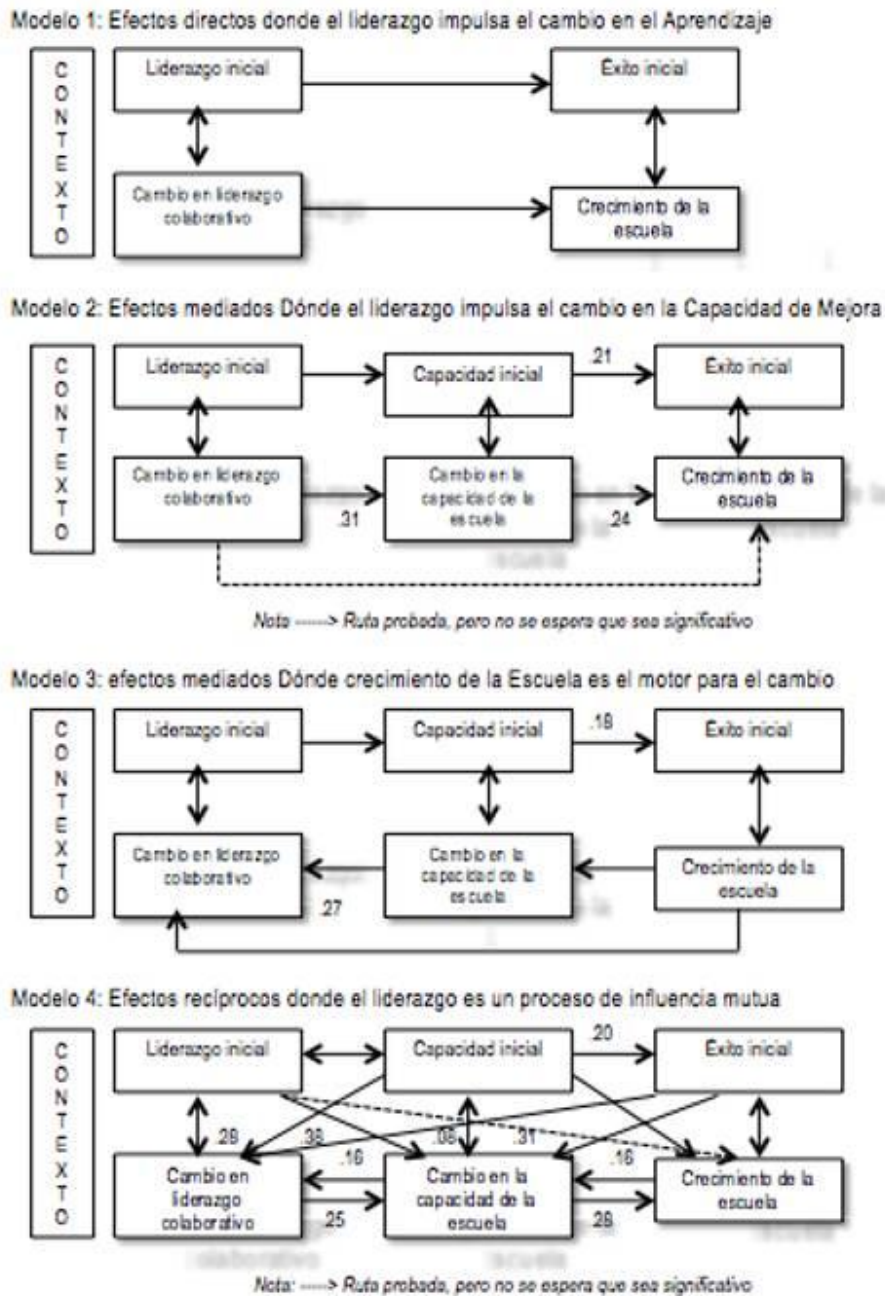 Modelo 1: Efectos directos donde el liderazgo impulsa el cambio en el Aprendizaje
CONTEXTO
Liderazgo inicial
Éxito inicial
Cambio en liderazgo
colaborativo
Crecimiento de la
escuela
Modelo 2: Efectos mediados Dónde el liderazgo impulsa el cambio en la Capacidad de Mejora
CONTEXTO
Liderazgo inicial
Capacidad inicial
.21
Éxito inicial
Cambio en liderazgo
colaborativo
.31
Cambio en la
capacidad de la
escuela
.24
Crecimiento de la
escuela
Nota -----> Ruta probada, pero no se espera que sea significativo
Modelo 3: efectos mediados Dónde crecimiento de la Escuela es el motor para el cambio
CONTEXTO
Liderazgo inicial
Capacidad inicial
.18
Éxito inicial
Cambio en liderazgo
colaborativo
.27
Cambio en la
capacidad de la
escuela
Crecimiento de la
escuela
Modelo 4: Efectos recíprocos donde el liderazgo es un proceso de influencia mutua
CONTEXTO
Liderazgo inicial
Capacidad inicial
.20
Éxito inicial
.28
.38
.08
.31
Cambio en
liderazgo
colaborativo
.16
.25
Cambio en la
capacidad de la
escuela
.16
.28
Crecimiento de la
escuela
Nota: -----> Ruta probada, pero no se espera que sea significativo